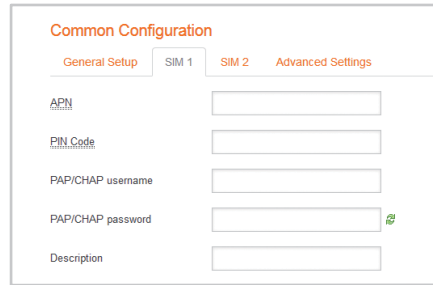 Common Configuration
General Setup SIM 1 SIM 2 Advanced Settings
APN
PIN Code
PAP/CHAP username
PAP/CHAP password
Description